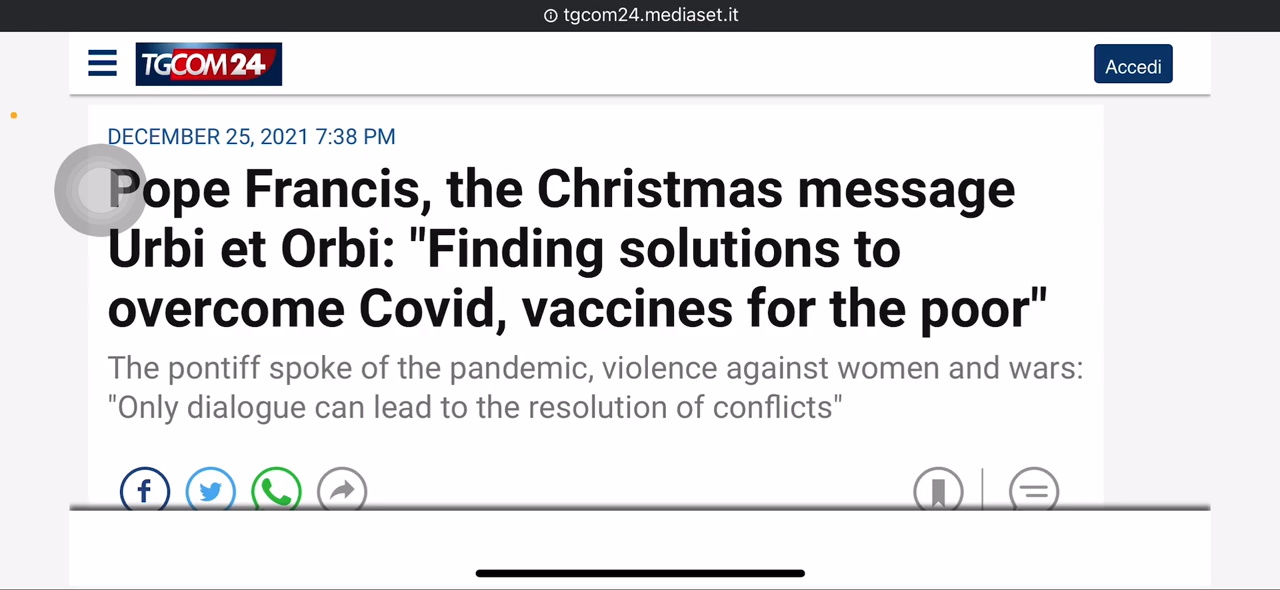 tgcom24.mediaset.it
TGCOM24
Accedi
DECEMBER 25, 2021 7:38 PM
Pope Francis, the Christmas message
Urbi et Orbi: "Finding solutions to
overcome Covid, vaccines for the poor"
The pontiff spoke of the pandemic, violence against women and wars:
"Only dialogue can lead to the resolution of conflicts"